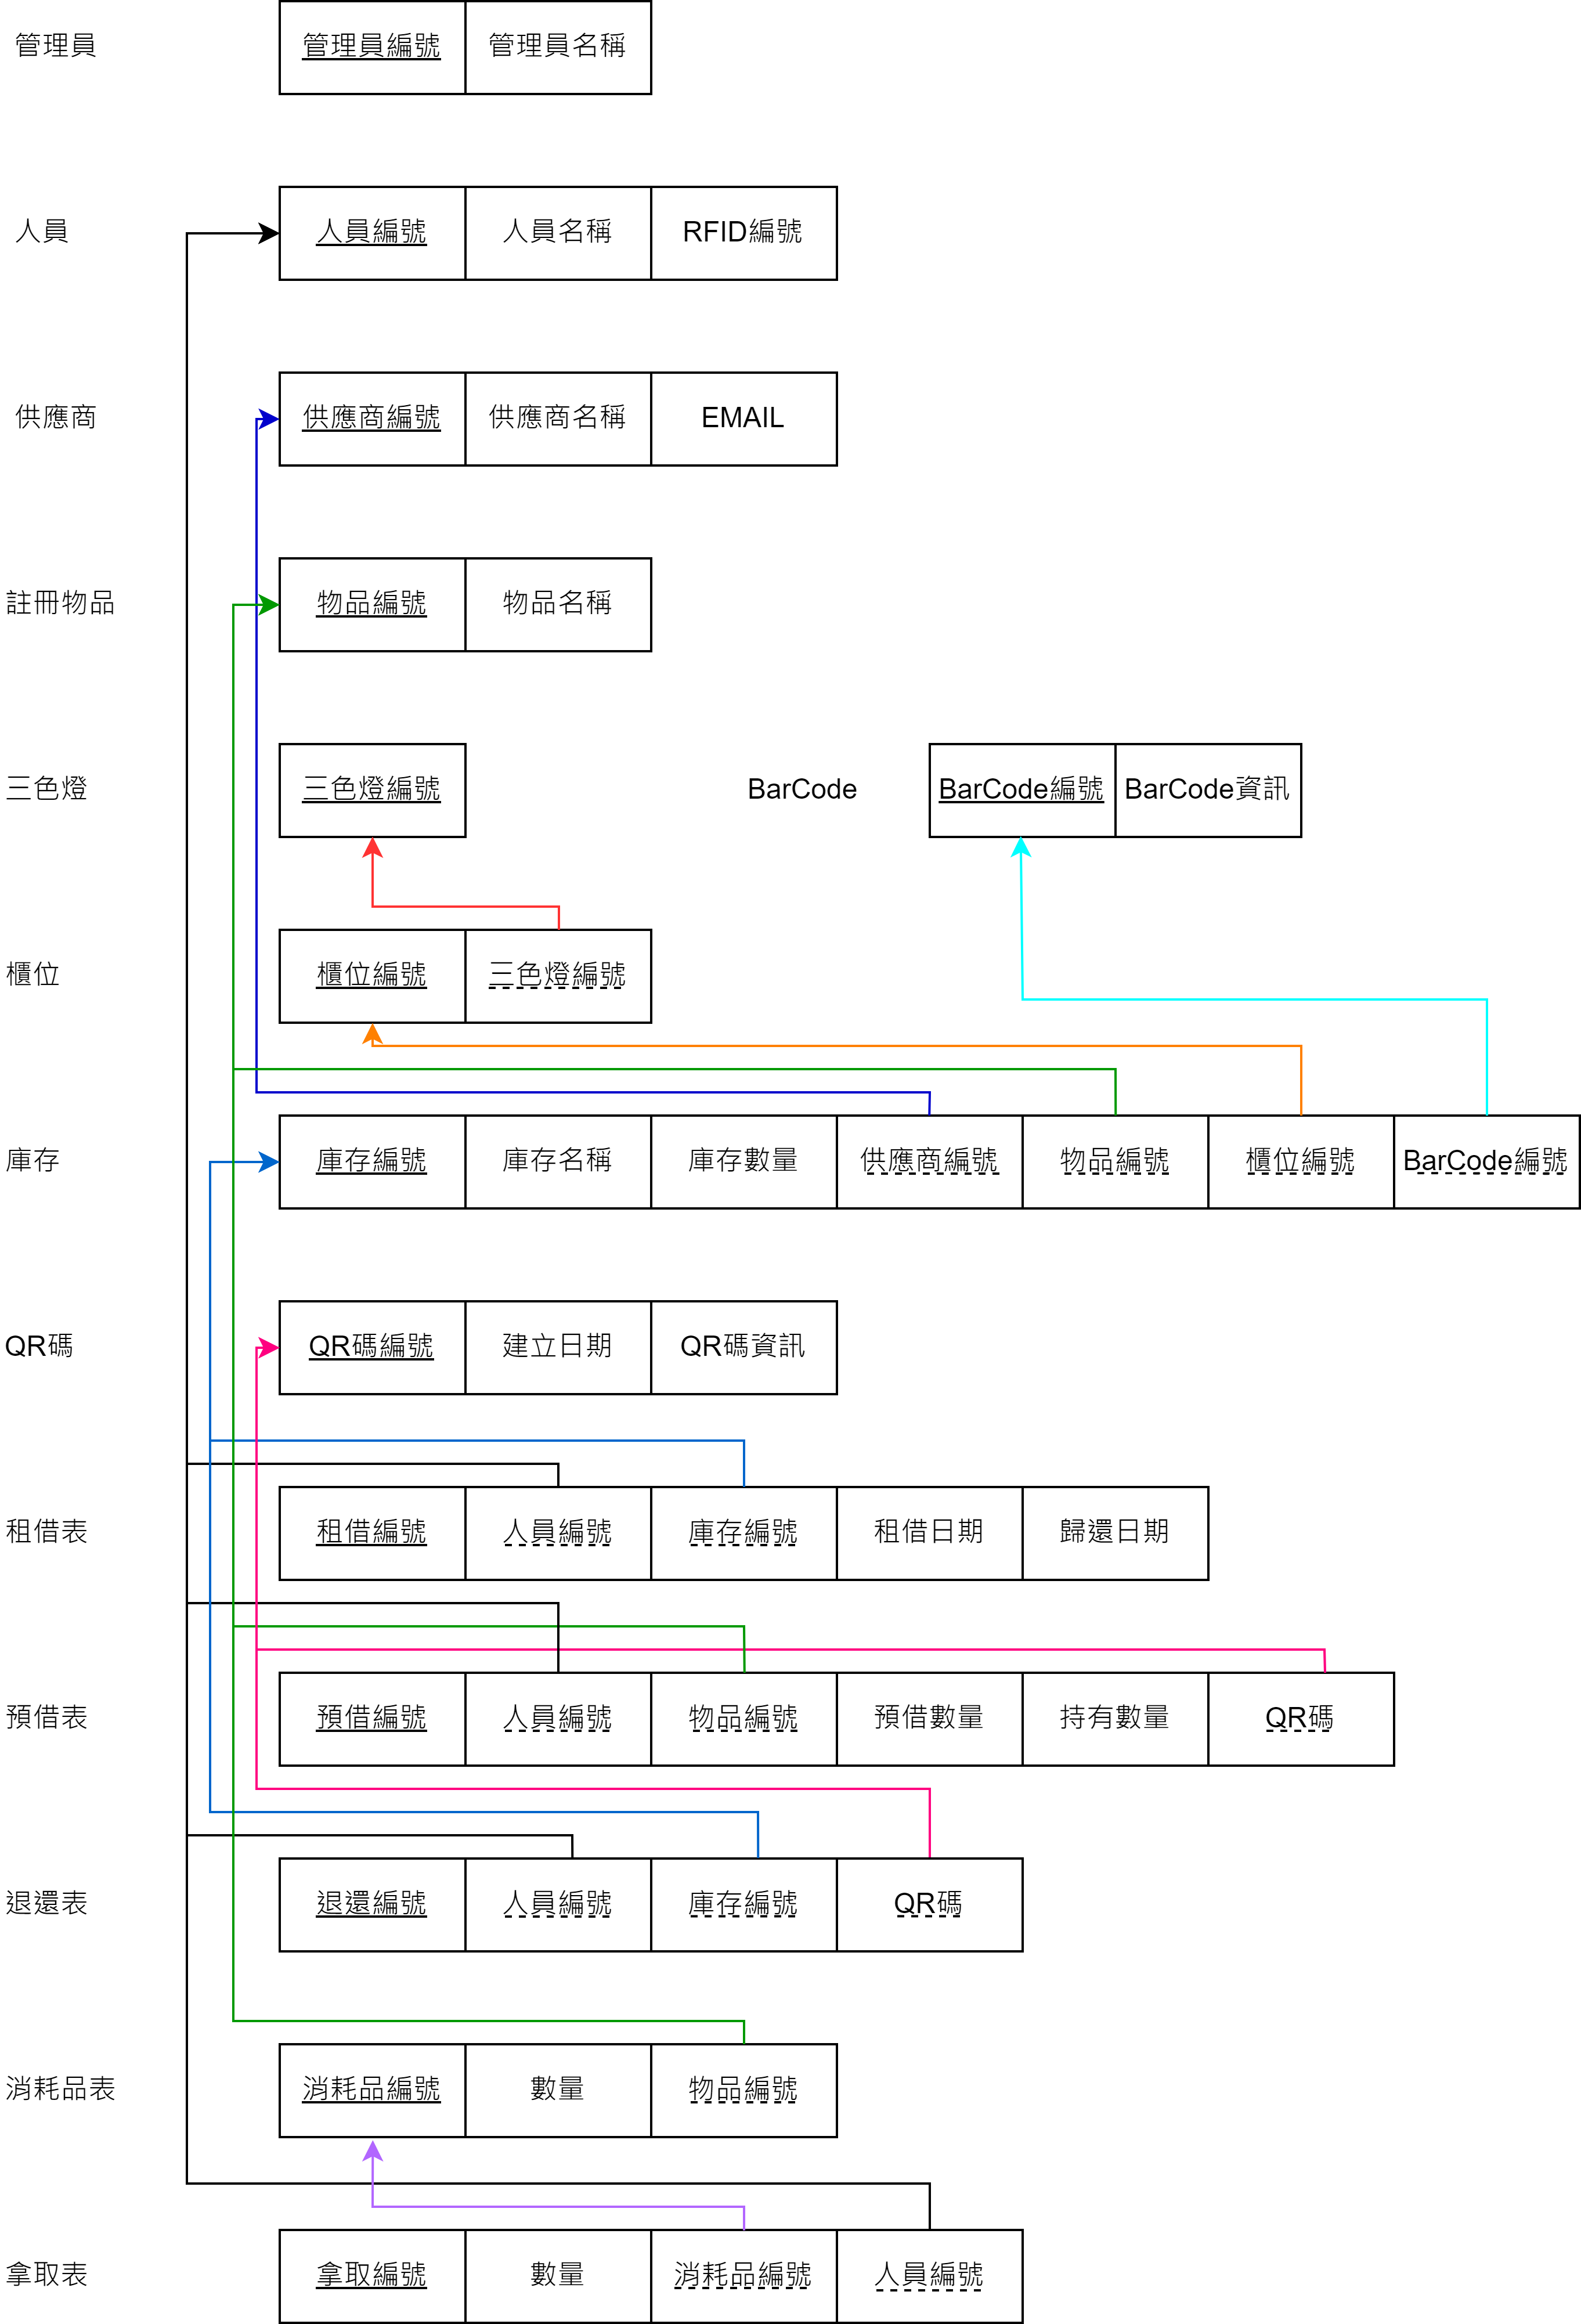 管理員
管理員編號
管理員名稱
人員
人員編號
人員名稱
RFID編號
供應商
供應商編號
供應商名稱
EMAIL
註冊物品
物品編號
物品名稱
三色燈
三色燈編號
BarCode
BarCode編號
BarCode資訊
櫃位
櫃位編號
三色燈編號
庫存
庫存編號
庫存名稱
庫存數量
供應商編號
物品編號
櫃位編號
BarCode編號
QR碼
QR碼編號
建立日期
QR碼資訊
租借表
租借編號
人員編號
庫存編號
租借日期
歸還日期
預借表
預借編號
人員編號
物品編號
預借數量
持有數量
QR碼
退還表
退還編號
人員編號
庫存編號
QR碼
消耗品表
消耗品編號
數量
物品編號
拿取表
拿取編號
數量
消耗品編號
人員編號